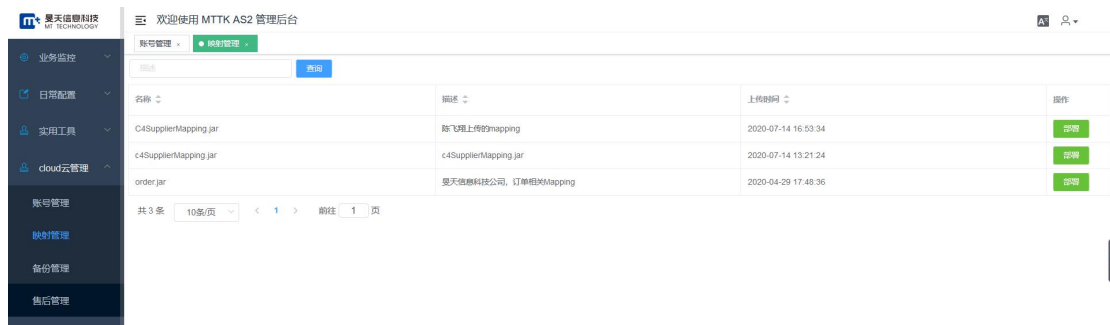 昱天信息科技
MT TECHNOLOGY
欢迎使用 MTTK AS2 管理后台
账号管理 ×
映射管理 ×
业务监控
日常配置
实用工具
cloud云管理
账号管理
映射管理
备份管理
售后管理
描述
查询
名称 描述 上传时间 操作
C4SupplierMapping.jar 陈飞翔上传的mapping 2020-07-14 16:53:34 部署
c4SupplierMapping.jar c4SupplierMapping.jar 2020-07-14 13:21:24 部署
order.jar 昱天信息科技公司，订单相关Mapping 2020-04-29 17:48:36 部署
共 3 条 10条/页 < 1 > 前往 1 页